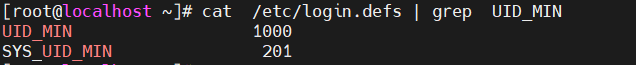 [root@localhost ~]# cat  /etc/login.defs | grep  UID_MIN
UID_MIN                  1000
SYS_UID_MIN               201